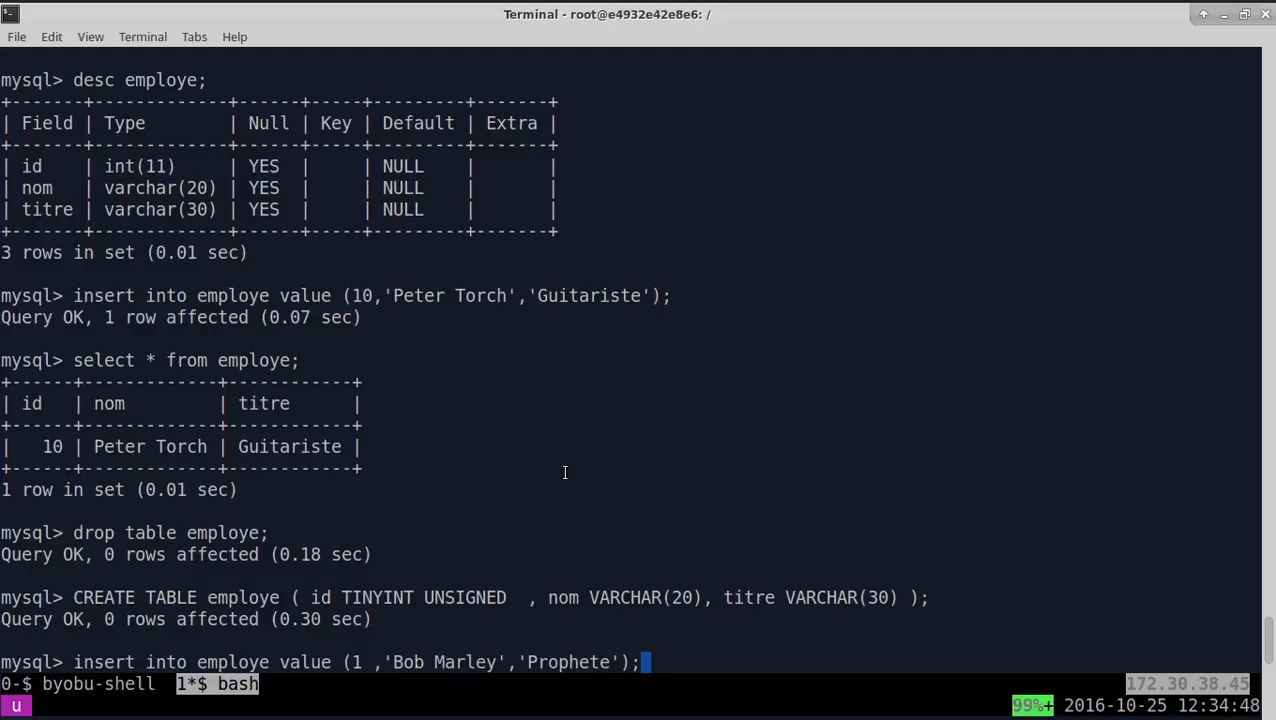 Terminal - root@e4932e42e8e6: /
File Edit View Terminal Tabs Help
mysql> desc employe;
+-------+-------------+------+-----+---------+-------+
| Field | Type        | Null | Key | Default | Extra |
+-------+-------------+------+-----+---------+-------+
| id    | int(11)     | YES  |     | NULL    |       |
| nom   | varchar(20) | YES  |     | NULL    |       |
| titre | varchar(30) | YES  |     | NULL    |       |
+-------+-------------+------+-----+---------+-------+
3 rows in set (0.01 sec)
mysql> insert into employe value (10,'Peter Torch','Guitariste');
Query OK, 1 row affected (0.07 sec)
mysql> select * from employe;
+------+-------------+------------+
| id   | nom         | titre      |
+------+-------------+------------+
|   10 | Peter Torch | Guitariste |
+------+-------------+------------+
1 row in set (0.01 sec)
mysql> drop table employe;
Query OK, 0 rows affected (0.18 sec)
mysql> CREATE TABLE employe ( id TINYINT UNSIGNED  , nom VARCHAR(20), titre VARCHAR(30) );
Query OK, 0 rows affected (0.30 sec)
mysql> insert into employe value (1 ,'Bob Marley','Prophete');
0-$ byobu-shell  1*$ bash 172.30.38.45
u 99%+ 2016-10-25 12:34:48